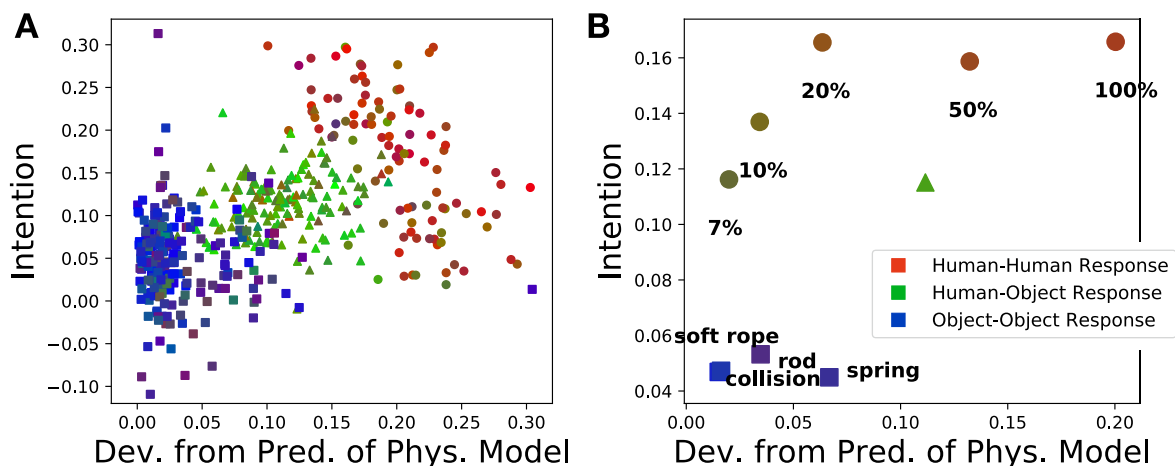 A
Intention
0.30
0.25
0.20
0.15
0.10
0.05
0.00
−0.05
−0.10
0.00 0.05 0.10 0.15 0.20 0.25 0.30
Dev. from Pred. of Phys. Model
B
Intention
0.16
0.14
0.12
0.10
0.08
0.06
0.04
20%
100%
50%
10%
7%
Human-Human Response
Human-Object Response
Object-Object Response
soft rope
rod
spring
collision
0.00 0.05 0.10 0.15 0.20
Dev. from Pred. of Phys. Model